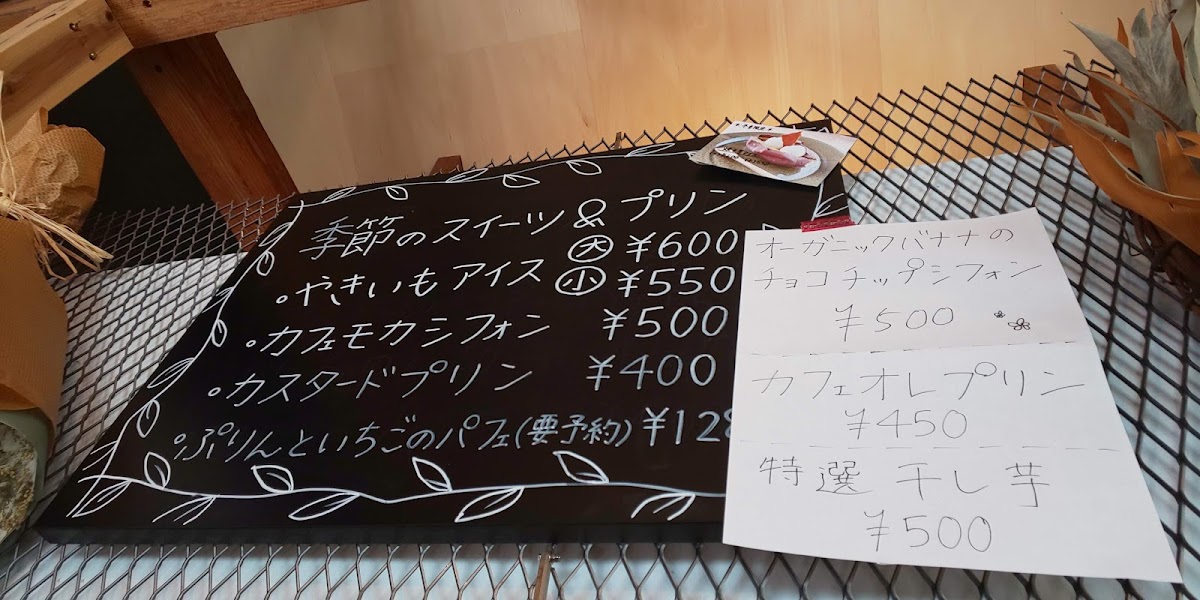 季節のスイーツ & プリン
•やきいもアイス 大 ¥600
小 ¥550
•カフェモカシフォン ¥500
•カスタードプリン ¥400
•ぷりんといちごのパフェ(要予約) ¥128
オーガニックバナナの
チョコチップシフォン
¥500
カフェオレプリン
¥450
特選 干し芋
¥500